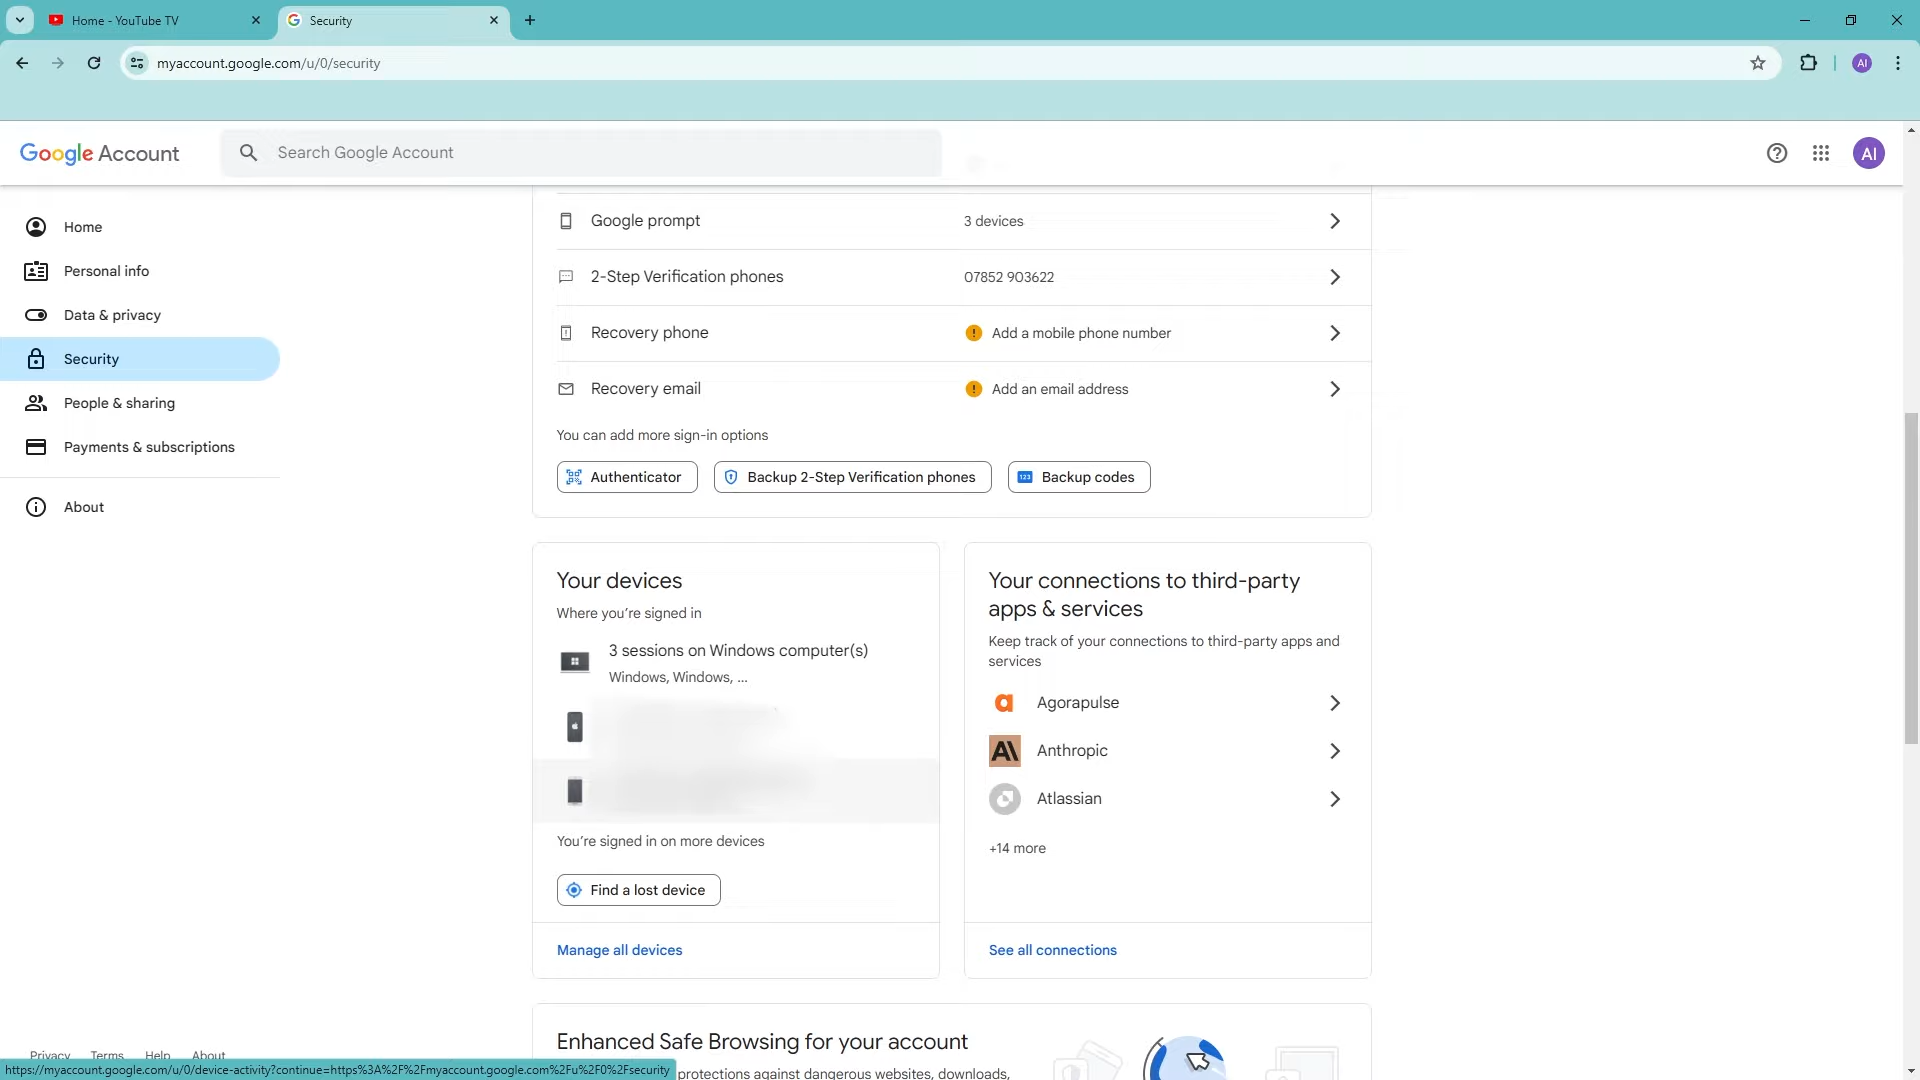 Home - YouTube TV
Security
myaccount.google.com/u/0/security
AI
Google Account
Search Google Account
AI
Home
Personal info
Data & privacy
Security
People & sharing
Payments & subscriptions
About
Google prompt
3 devices
2-Step Verification phones
07852 903622
Recovery phone
Add a mobile phone number
Recovery email
Add an email address
You can add more sign-in options
Authenticator
Backup 2-Step Verification phones
123
Backup codes
Your devices
Where you’re signed in
3 sessions on Windows computer(s)
Windows, Windows, ...
You’re signed in on more devices
Find a lost device
Manage all devices
Your connections to third-party
apps & services
Keep track of your connections to third-party apps and
services
a
Agorapulse
A\
Anthropic
Atlassian
+14 more
See all connections
Enhanced Safe Browsing for your account
protections against dangerous websites, downloads,
Privacy
Terms
Help
About
https://myaccount.google.com/u/0/device-activity?continue=https%3A%2F%2Fmyaccount.google.com%2Fu%2F0%2Fsecurity